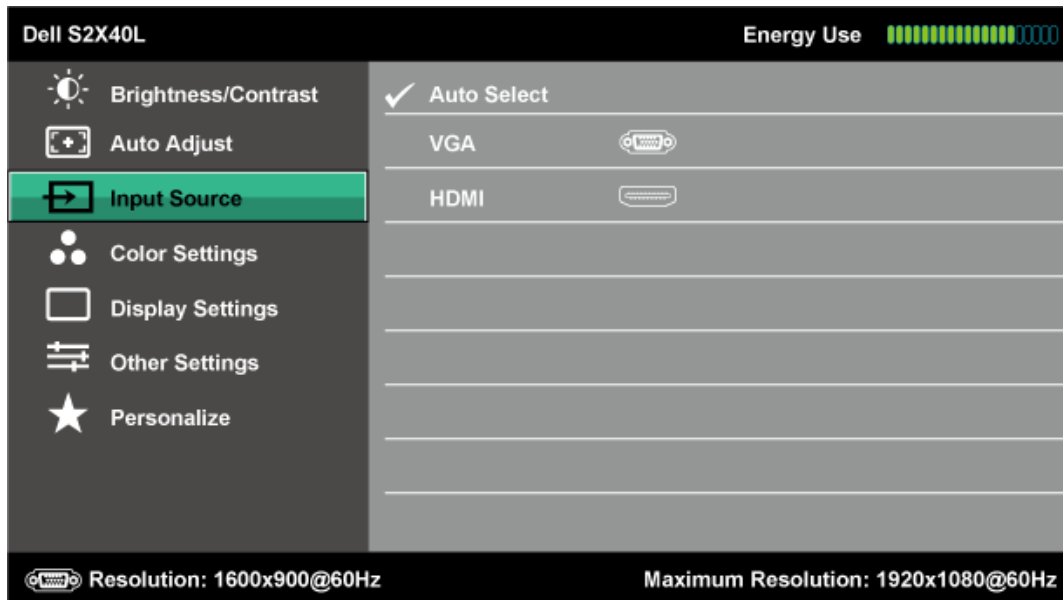 Dell S2X40L Energy Use
Brightness/Contrast Auto Select
Auto Adjust VGA
Input Source HDMI
Color Settings
Display Settings
Other Settings
Personalize
Resolution: 1600x900@60Hz Maximum Resolution: 1920x1080@60Hz